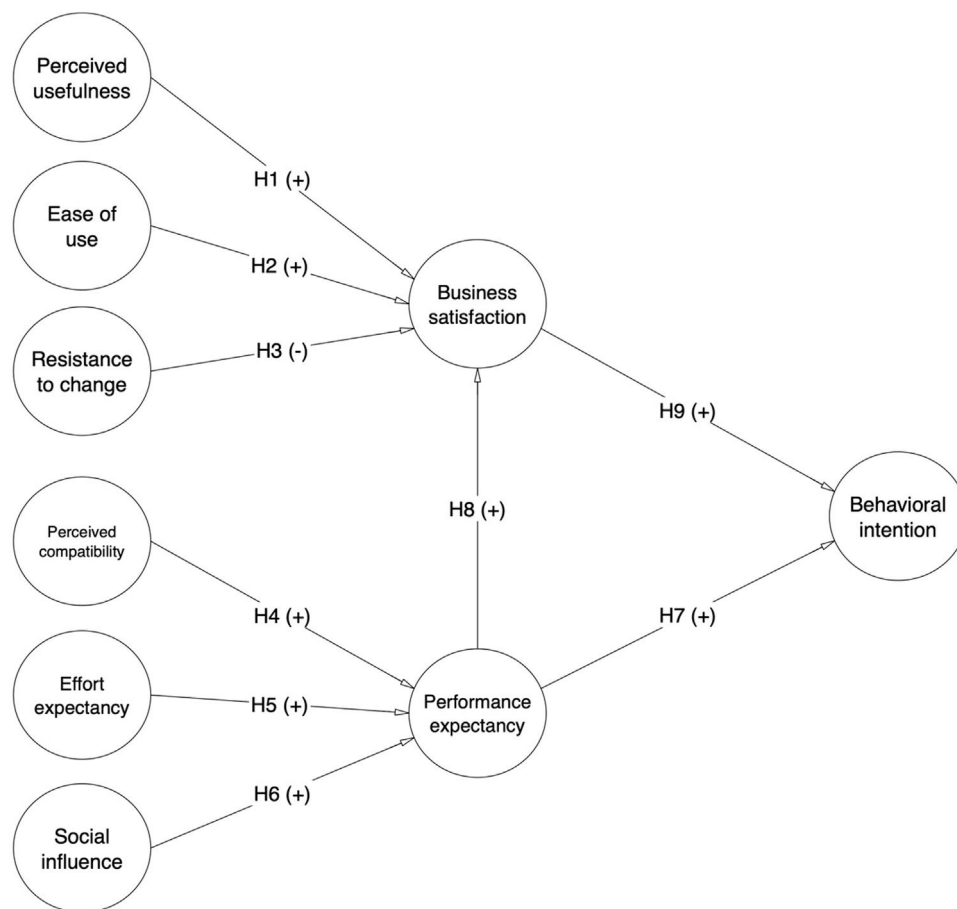 Perceived
usefulness
H1 (+)
Ease of
use
H2 (+)
Business
satisfaction
Resistance
to change
H3 (-)
H9 (+)
Behavioral
intention
H8 (+)
Perceived
compatibility
H4 (+)
H7 (+)
Effort
expectancy
H5 (+)
Performance
expectancy
H6 (+)
Social
influence